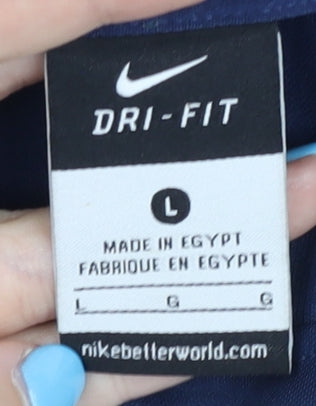 DRI-FIT
L
MADE IN EGYPT
FABRIQUE EN EGYPTE
L G G
nikebetterworld.com